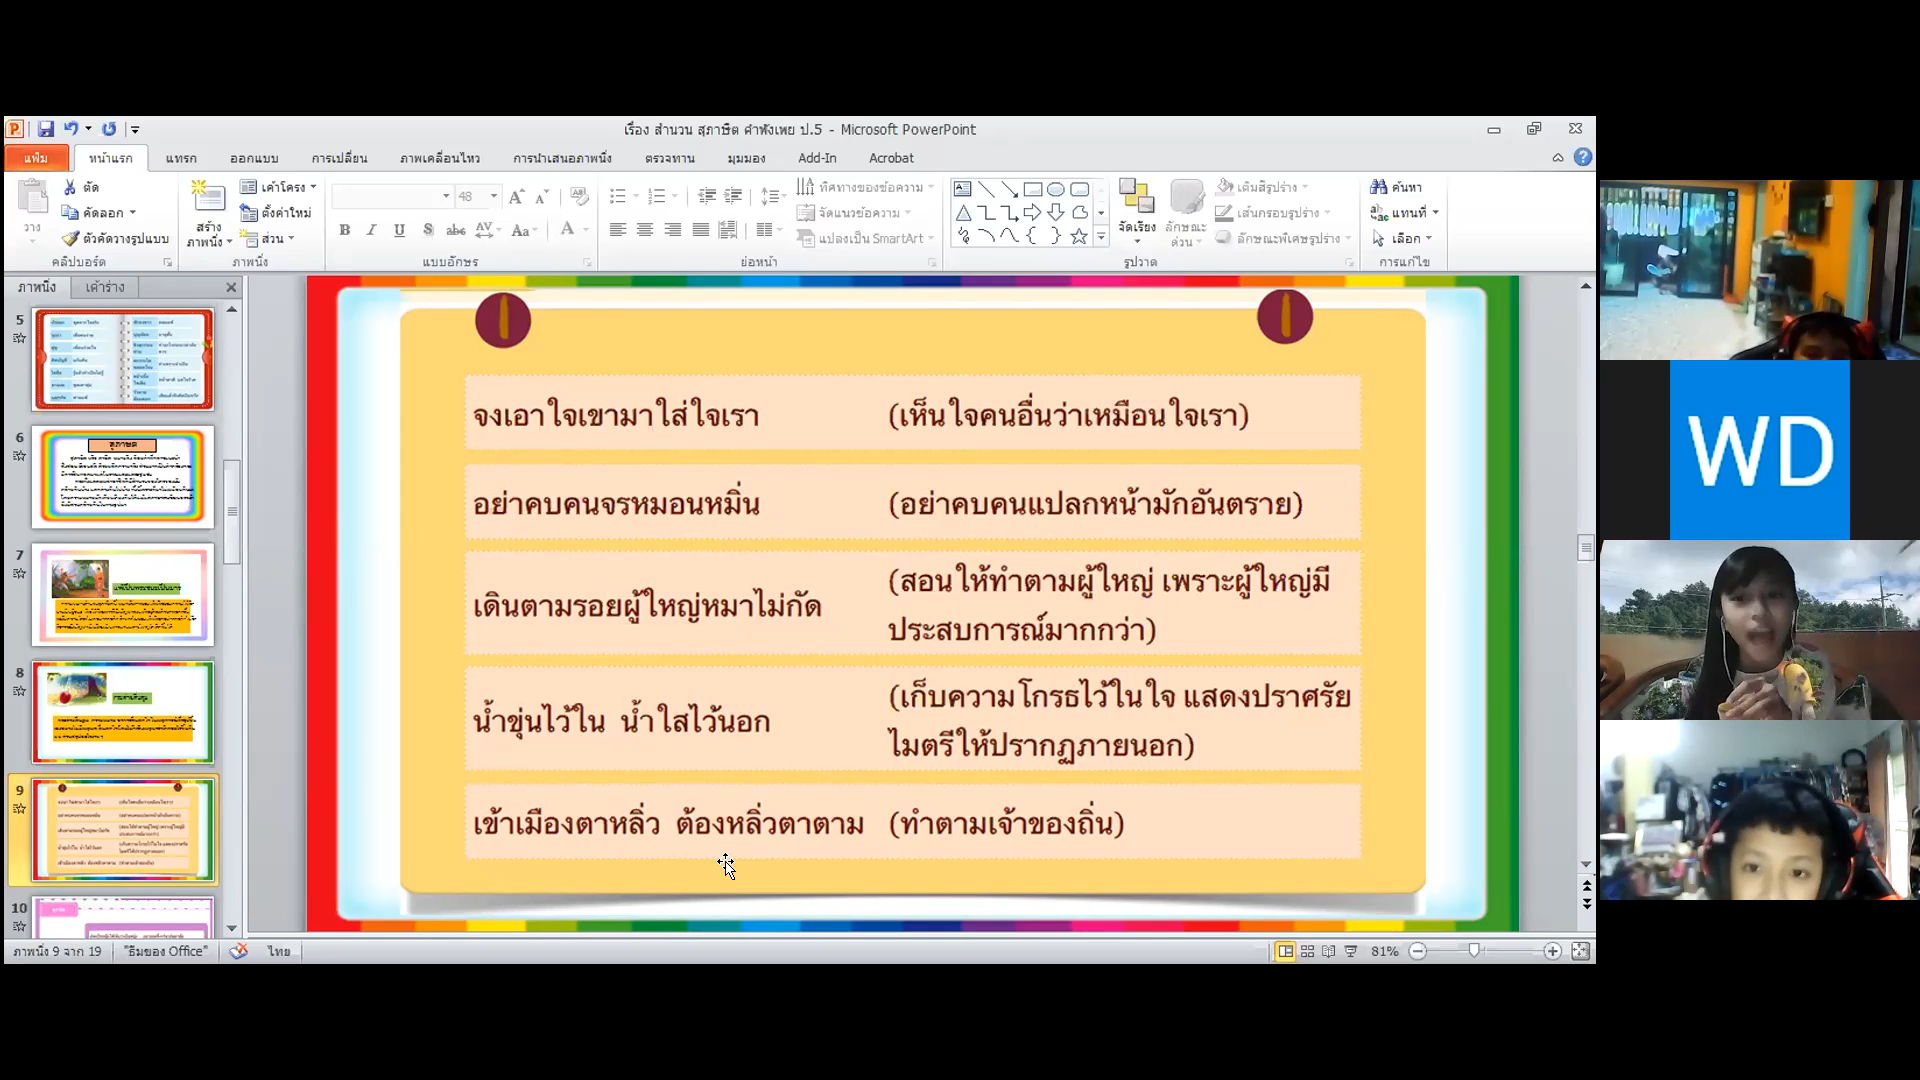 เรื่อง สำนวน สุภาษิต คำพังเพย ป.5 - Microsoft PowerPoint
แฟ้ม หน้าแรก แทรก ออกแบบ การเปลี่ยน ภาพเคลื่อนไหว การนำเสนอภาพนิ่ง ตรวจทาน มุมมอง Add-In Acrobat
วาง
ตัด
คัดลอก
ตัวคัดวางรูปแบบ
คลิปบอร์ด
สร้าง
ภาพนิ่ง
เค้าโครง
ตั้งค่าใหม่
ส่วน
ภาพนิ่ง
48
B I U S abc AV Aa A
แบบอักษร
ทิศทางของข้อความ
จัดแนวข้อความ
แปลงเป็น SmartArt
ย่อหน้า
จัดเรียง
ลักษณะ
ด่วน
เติมสีรูปร่าง
เส้นกรอบรูปร่าง
ลักษณะพิเศษรูปร่าง
รูปวาด
ค้นหา
แทนที่
เลือก
การแก้ไข
ภาพนิ่ง เค้าร่าง
5
6
สุภาษิต
7
8
9
10
จงเอาใจเขามาใส่ใจเรา (เห็นใจคนอื่นว่าเหมือนใจเรา)
อย่าคบคนจรหมอนหมิ่น (อย่าคบคนแปลกหน้ามักอันตราย)
เดินตามรอยผู้ใหญ่หมาไม่กัด (สอนให้ทำตามผู้ใหญ่ เพราะผู้ใหญ่มี
ประสบการณ์มากกว่า)
น้ำขุ่นไว้ใน น้ำใสไว้นอก (เก็บความโกรธไว้ในใจ แสดงปราศรัย
ไมตรีให้ปรากฏภายนอก)
เข้าเมืองตาหลิ่ว ต้องหลิ่วตาตาม (ทำตามเจ้าของถิ่น)
WD
ภาพนิ่ง 9 จาก 19 "ธีมของ Office" ไทย 81%